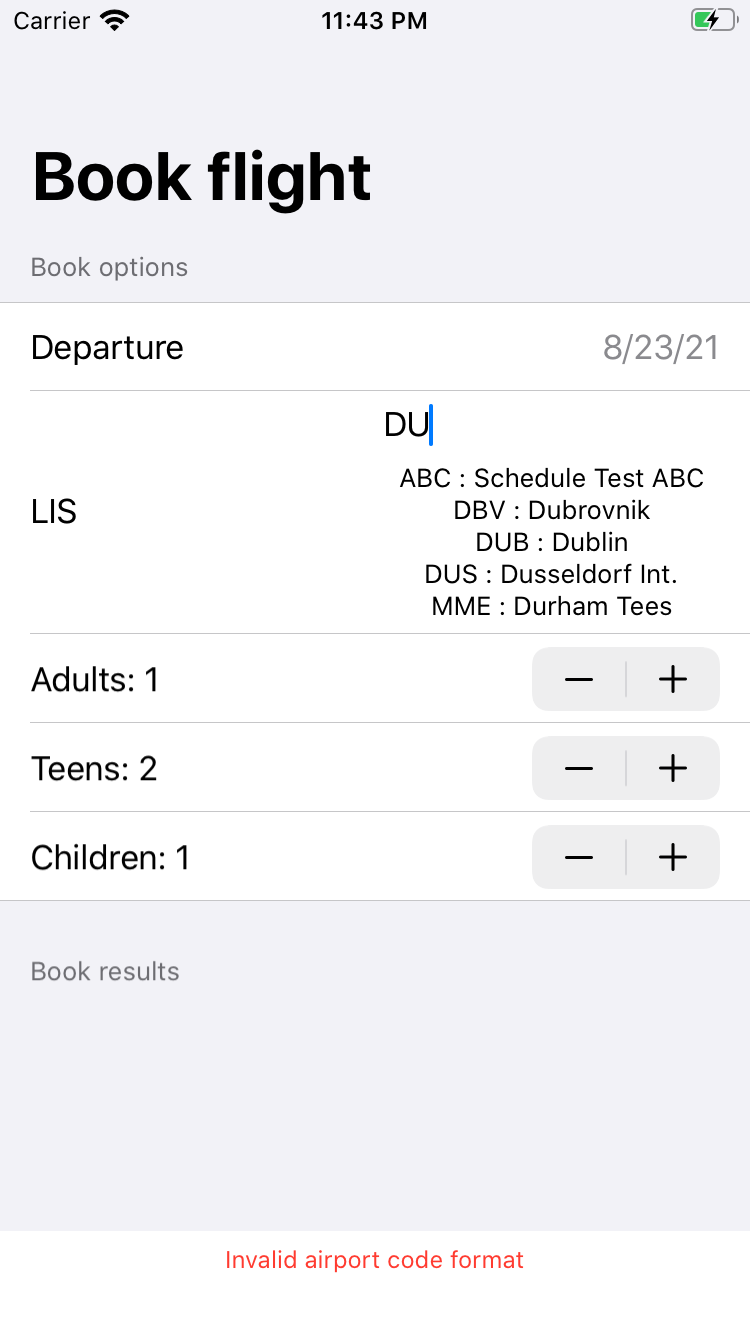 Carrier 11:43 PM
Book flight
Book options
Departure 8/23/21
DU
LIS
ABC : Schedule Test ABC
DBV : Dubrovnik
DUB : Dublin
DUS : Dusseldorf Int.
MME : Durham Tees
Adults: 1
Teens: 2
Children: 1
Book results
Invalid airport code format